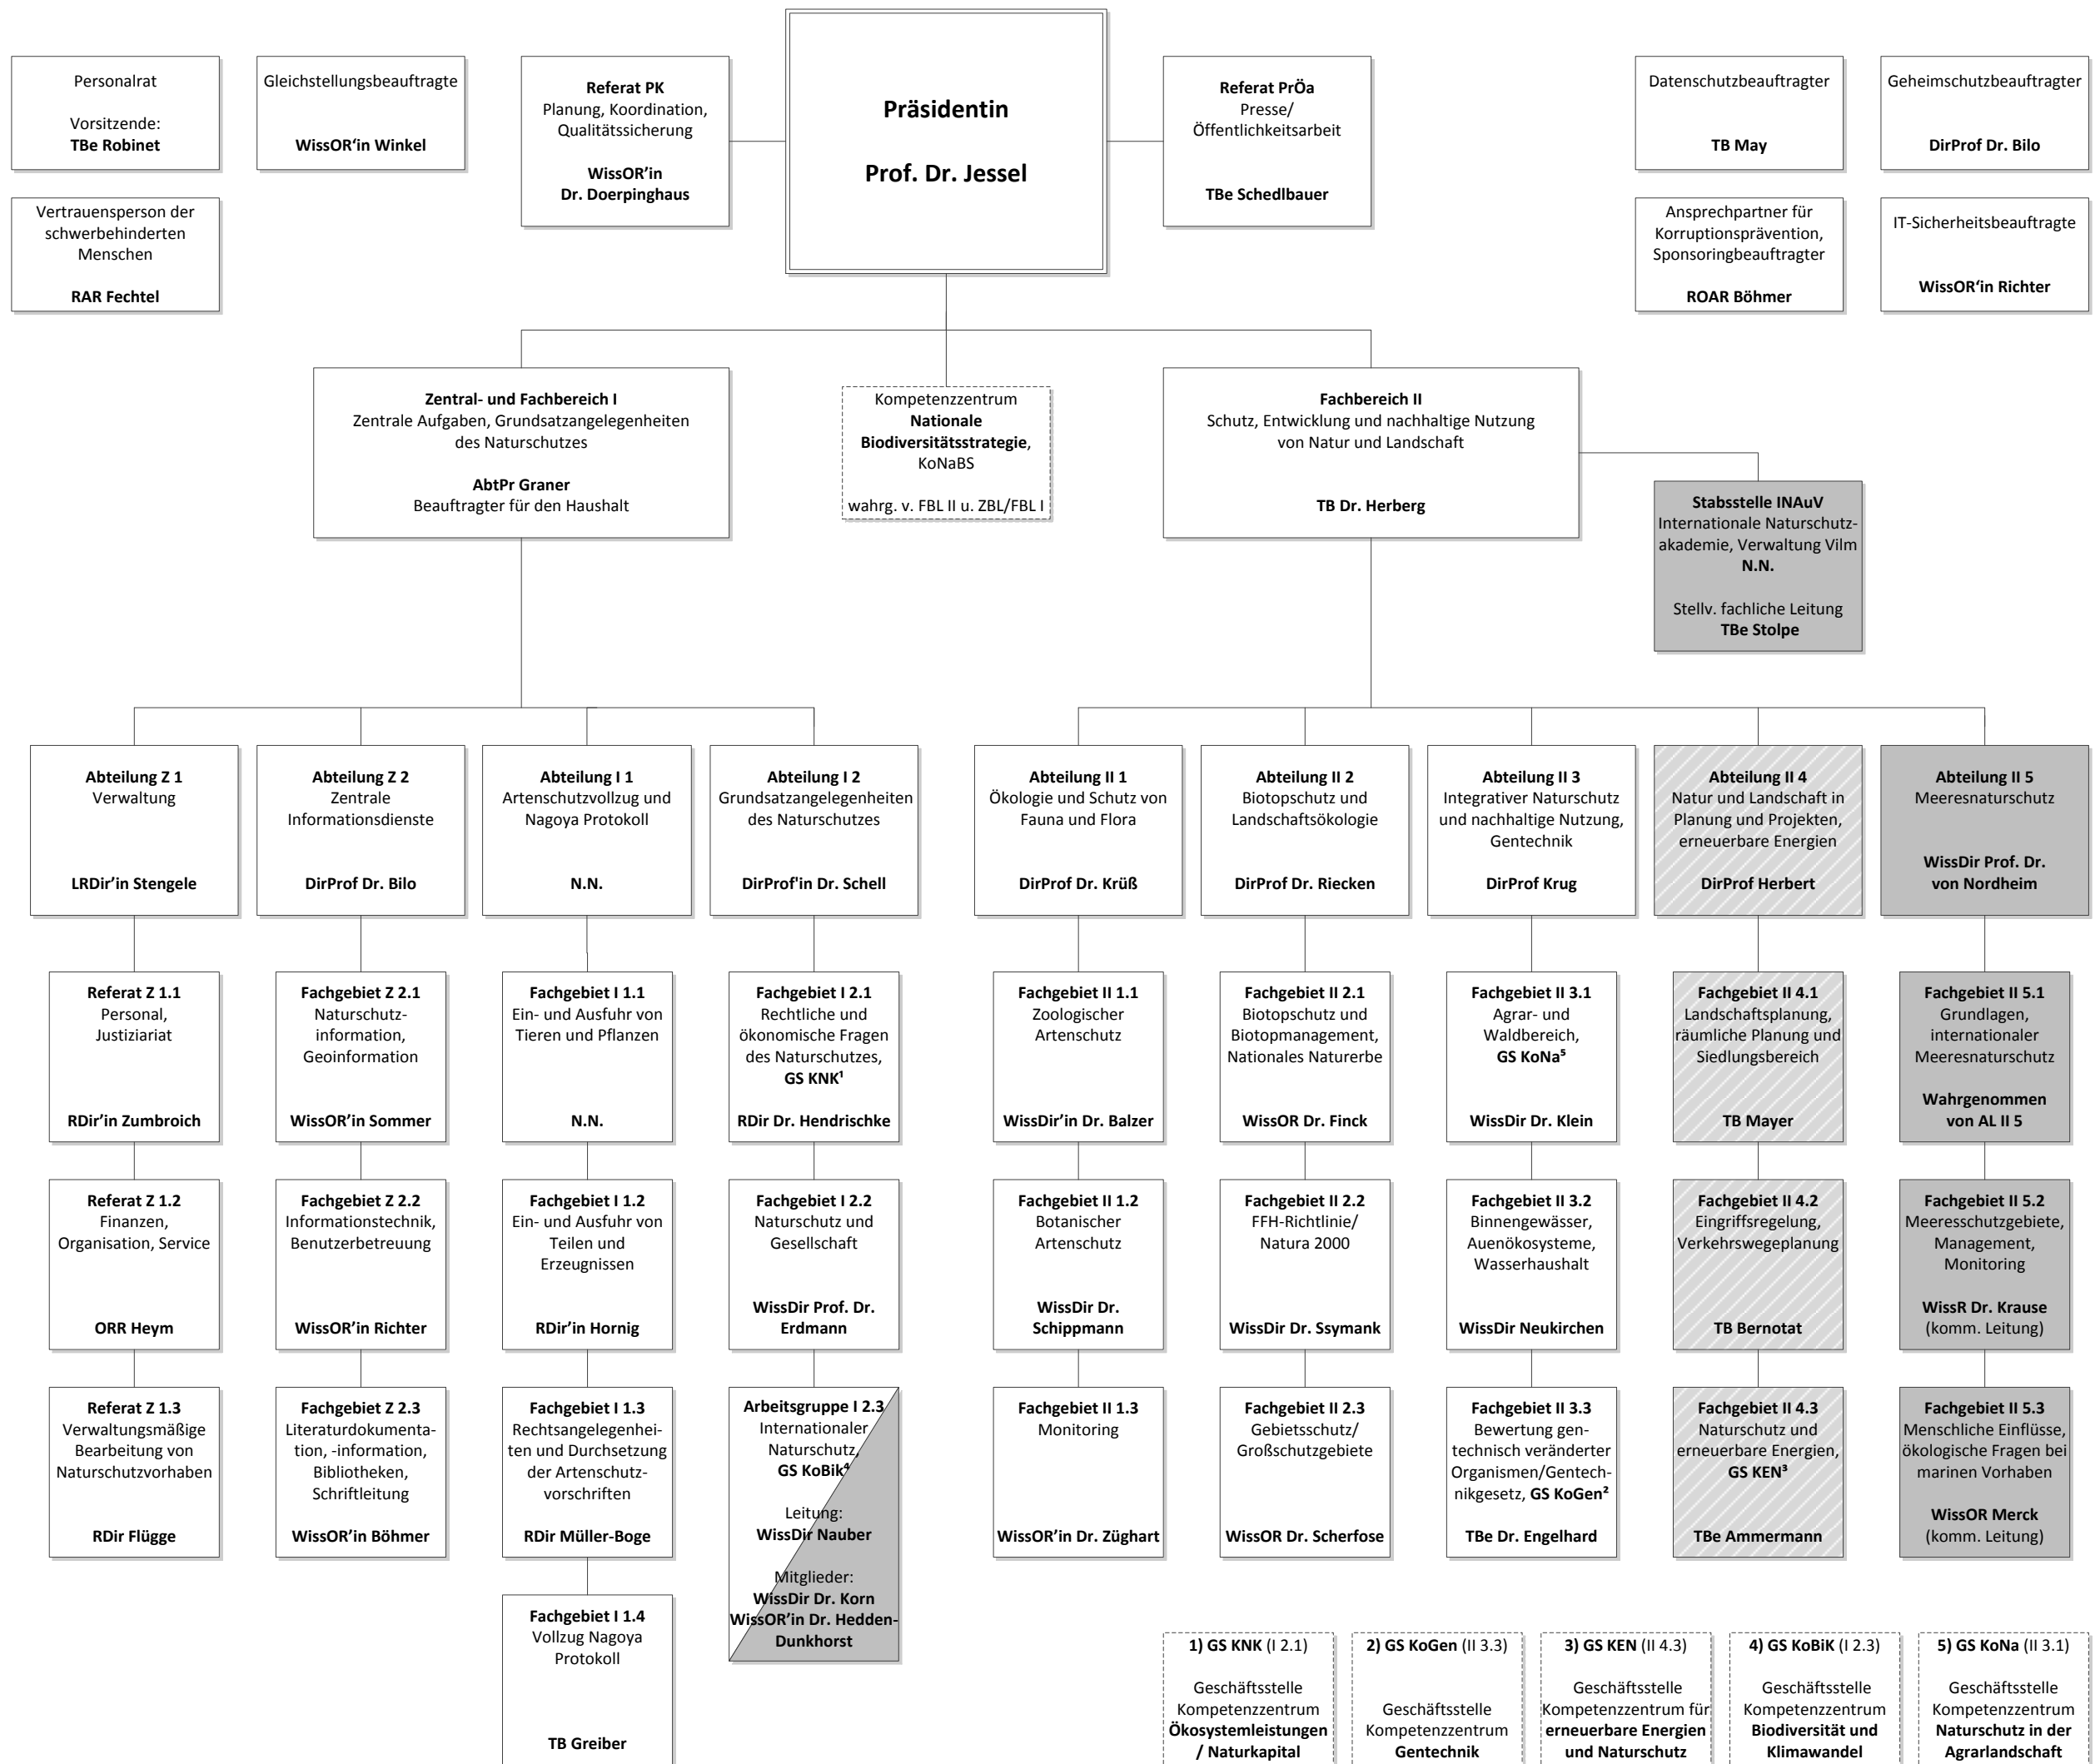 Personalrat
Vorsitzende:
TBe Robinet
Gleichstellungsbeauftragte
WissOR‘in Winkel
Referat PK
Planung, Koordination,
Qualitätssicherung
WissOR’in
Dr. Doerpinghaus
Präsidentin
Prof. Dr. Jessel
Referat PrÖa
Presse/
Öffentlichkeitsarbeit
TBe Schedlbauer
Datenschutzbeauftragter
TB May
Geheimschutzbeauftragter
DirProf Dr. Bilo
Vertrauensperson der
schwerbehinderten
Menschen
RAR Fechtel
Ansprechpartner für
Korruptionsprävention,
Sponsoringbeauftragter
ROAR Böhmer
IT-Sicherheitsbeauftragte
WissOR‘in Richter
Zentral- und Fachbereich I
Zentrale Aufgaben, Grundsatzangelegenheiten
des Naturschutzes
AbtPr Graner
Beauftragter für den Haushalt
Kompetenzzentrum
Nationale
Biodiversitätsstrategie,
KoNaBS
wahrg. v. FBL II u. ZBL/FBL I
Fachbereich II
Schutz, Entwicklung und nachhaltige Nutzung
von Natur und Landschaft
TB Dr. Herberg
Stabsstelle INAuV
Internationale Naturschutz-
akademie, Verwaltung Vilm
N.N.
Stellv. fachliche Leitung
TBe Stolpe
Abteilung Z 1
Verwaltung
LRDir’in Stengele
Abteilung Z 2
Zentrale
Informationsdienste
DirProf Dr. Bilo
Abteilung I 1
Artenschutzvollzug und
Nagoya Protokoll
N.N.
Abteilung I 2
Grundsatzangelegenheiten
des Naturschutzes
DirProf'in Dr. Schell
Abteilung II 1
Ökologie und Schutz von
Fauna und Flora
DirProf Dr. Krüß
Abteilung II 2
Biotopschutz und
Landschaftsökologie
DirProf Dr. Riecken
Abteilung II 3
Integrativer Naturschutz
und nachhaltige Nutzung,
Gentechnik
DirProf Krug
Abteilung II 4
Natur und Landschaft in
Planung und Projekten,
erneuerbare Energien
DirProf Herbert
Abteilung II 5
Meeresnaturschutz
WissDir Prof. Dr.
von Nordheim
Referat Z 1.1
Personal,
Justiziariat
RDir’in Zumbroich
Fachgebiet Z 2.1
Naturschutz-
information,
Geoinformation
WissOR’in Sommer
Fachgebiet I 1.1
Ein- und Ausfuhr von
Tieren und Pflanzen
N.N.
Fachgebiet I 2.1
Rechtliche und
ökonomische Fragen
des Naturschutzes,
GS KNK¹
RDir Dr. Hendrischke
Fachgebiet II 1.1
Zoologischer
Artenschutz
WissDir’in Dr. Balzer
Fachgebiet II 2.1
Biotopschutz und
Biotopmanagement,
Nationales Naturerbe
WissOR Dr. Finck
Fachgebiet II 3.1
Agrar- und
Waldbereich,
GS KoNa⁵
WissDir Dr. Klein
Fachgebiet II 4.1
Landschaftsplanung,
räumliche Planung und
Siedlungsbereich
TB Mayer
Fachgebiet II 5.1
Grundlagen,
internationaler
Meeresnaturschutz
Wahrgenommen
von AL II 5
Referat Z 1.2
Finanzen,
Organisation, Service
ORR Heym
Fachgebiet Z 2.2
Informationstechnik,
Benutzerbetreuung
WissOR’in Richter
Fachgebiet I 1.2
Ein- und Ausfuhr von
Teilen und
Erzeugnissen
RDir’in Hornig
Fachgebiet I 2.2
Naturschutz und
Gesellschaft
WissDir Prof. Dr.
Erdmann
Fachgebiet II 1.2
Botanischer
Artenschutz
WissDir Dr.
Schippmann
Fachgebiet II 2.2
FFH-Richtlinie/
Natura 2000
WissDir Dr. Ssymank
Fachgebiet II 3.2
Binnengewässer,
Auenökosysteme,
Wasserhaushalt
WissDir Neukirchen
Fachgebiet II 4.2
Eingriffsregelung,
Verkehrswegeplanung
TB Bernotat
Fachgebiet II 5.2
Meeresschutzgebiete,
Management,
Monitoring
WissR Dr. Krause
(komm. Leitung)
Referat Z 1.3
Verwaltungsmäßige
Bearbeitung von
Naturschutzvorhaben
RDir Flügge
Fachgebiet Z 2.3
Literaturdokumenta-
tion, -information,
Bibliotheken,
Schriftleitung
WissOR’in Böhmer
Fachgebiet I 1.3
Rechtsangelegenhei-
ten und Durchsetzung
der Artenschutz-
vorschriften
RDir Müller-Boge
Arbeitsgruppe I 2.3
Internationaler
Naturschutz,
GS KoBik⁴
Leitung:
WissDir Nauber
Mitglieder:
WissDir Dr. Korn
WissOR’in Dr. Hedden-
Dunkhorst
Fachgebiet II 1.3
Monitoring
WissOR’in Dr. Züghart
Fachgebiet II 2.3
Gebietsschutz/
Großschutzgebiete
WissOR Dr. Scherfose
Fachgebiet II 3.3
Bewertung gen-
technisch veränderter
Organismen/Gentech-
nikgesetz, GS KoGen²
TBe Dr. Engelhard
Fachgebiet II 4.3
Naturschutz und
erneuerbare Energien,
GS KEN³
TBe Ammermann
Fachgebiet II 5.3
Menschliche Einflüsse,
ökologische Fragen bei
marinen Vorhaben
WissOR Merck
(komm. Leitung)
Fachgebiet I 1.4
Vollzug Nagoya
Protokoll
TB Greiber
1) GS KNK (I 2.1)
Geschäftsstelle
Kompetenzzentrum
Ökosystemleistungen
/ Naturkapital
2) GS KoGen (II 3.3)
Geschäftsstelle
Kompetenzzentrum
Gentechnik
3) GS KEN (II 4.3)
Geschäftsstelle
Kompetenzzentrum für
erneuerbare Energien
und Naturschutz
4) GS KoBiK (I 2.3)
Geschäftsstelle
Kompetenzzentrum
Biodiversität und
Klimawandel
5) GS KoNa (II 3.1)
Geschäftsstelle
Kompetenzzentrum
Naturschutz in der
Agrarlandschaft